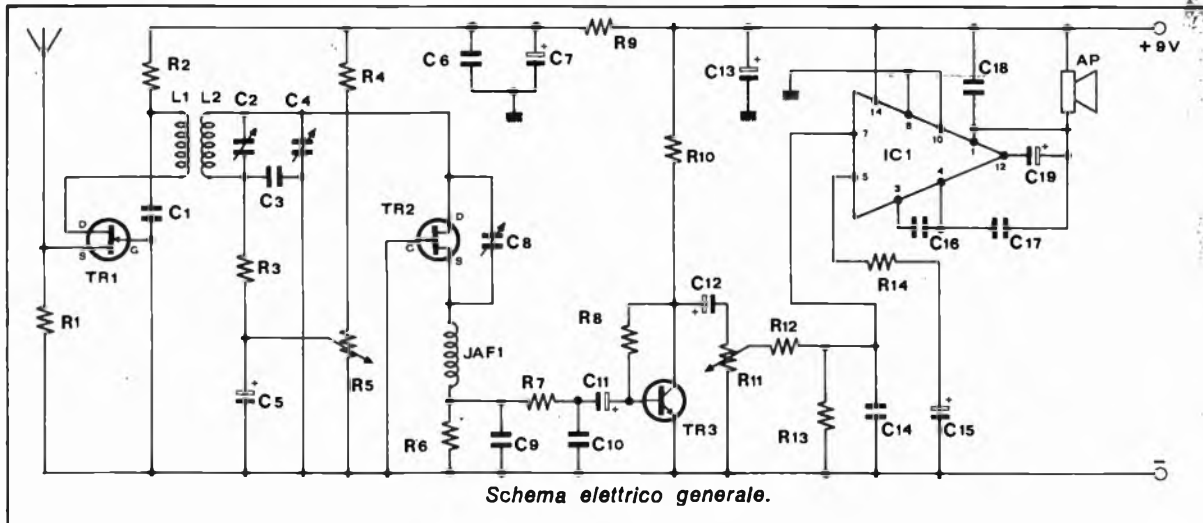 R9
+ 9V
R2
L1
L2
C2
C4
R4
C6
C7
+
C13
+
C18
AP
14
8
10
7
IC1
1
12
5
4
3
C19
+
C16
C17
R10
C1
D
G
S
TR1
C3
TR2
D
G
S
C8
R3
R14
C12
+
R8
R12
R1
R5
JAF1
R11
C5
+
R7
C11
+
TR3
R13
C14
C15
+
R6
C9
C10
−
Schema elettrico generale.